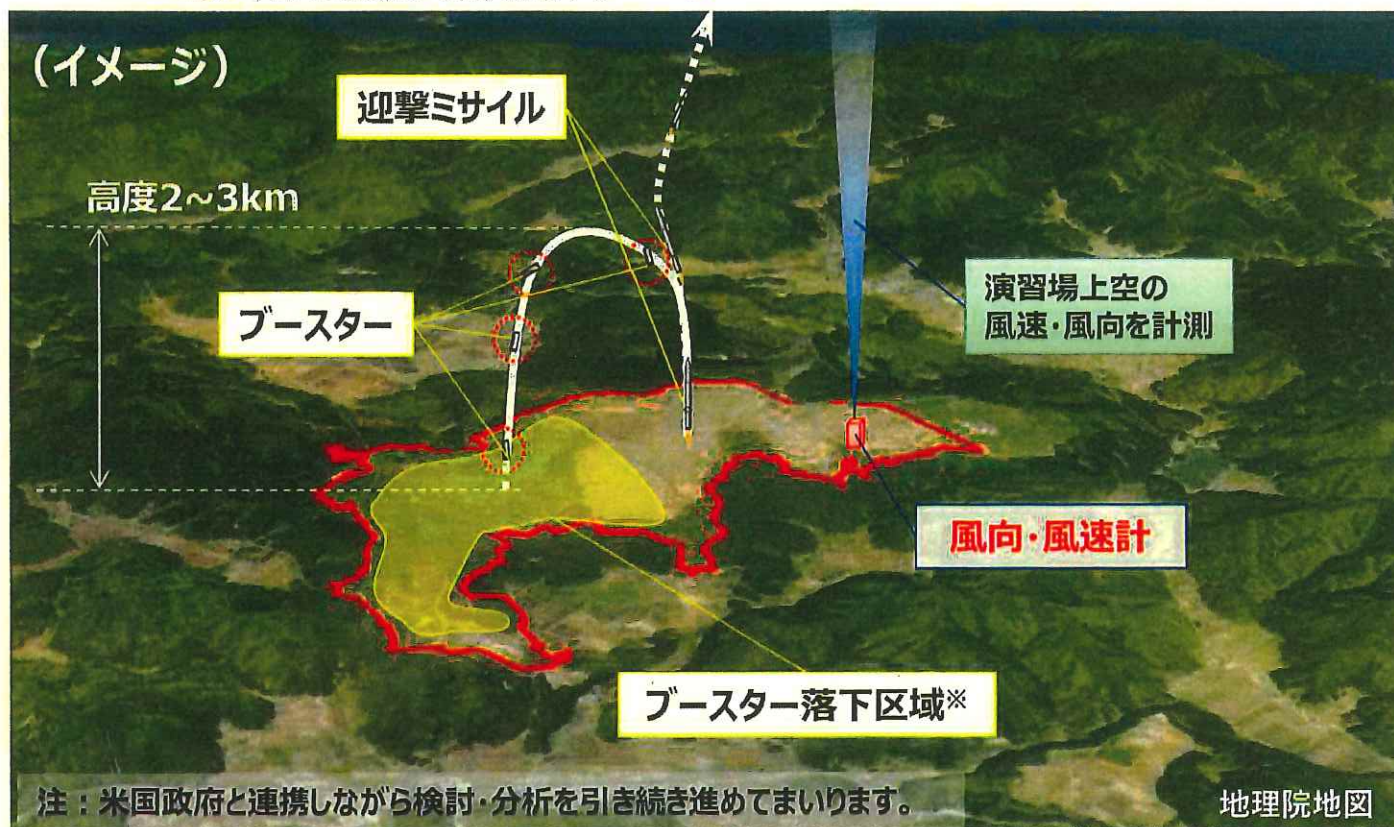 (イメージ)
迎撃ミサイル
高度2~3km
ブースター
演習場上空の
風速・風向を計測
風向・風速計
ブースター落下区域※
注：米国政府と連携しながら検討・分析を引き続き進めてまいります。
地理院地図